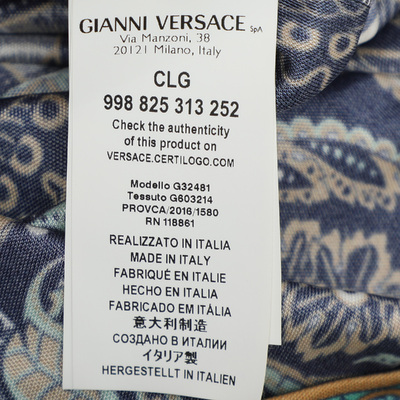 GIANNI VERSACE SpA
Via Manzoni, 38
20121 Milano, Italy
CLG
998 825 313 252
Check the authenticity
of this product on
VERSACE.CERTILOGO.COM
Modello G32481
Tessuto G603214
PROVCA/2016/1580
RN 118861
REALIZZATO IN ITALIA
MADE IN ITALY
FABRIQUÉ EN ITALIE
HECHO EN ITALIA
FABRICADO EM ITÁLIA
意大利制造
СОЗДАНО В ИТАЛИИ
イタリア製
HERGESTELLT IN ITALIEN